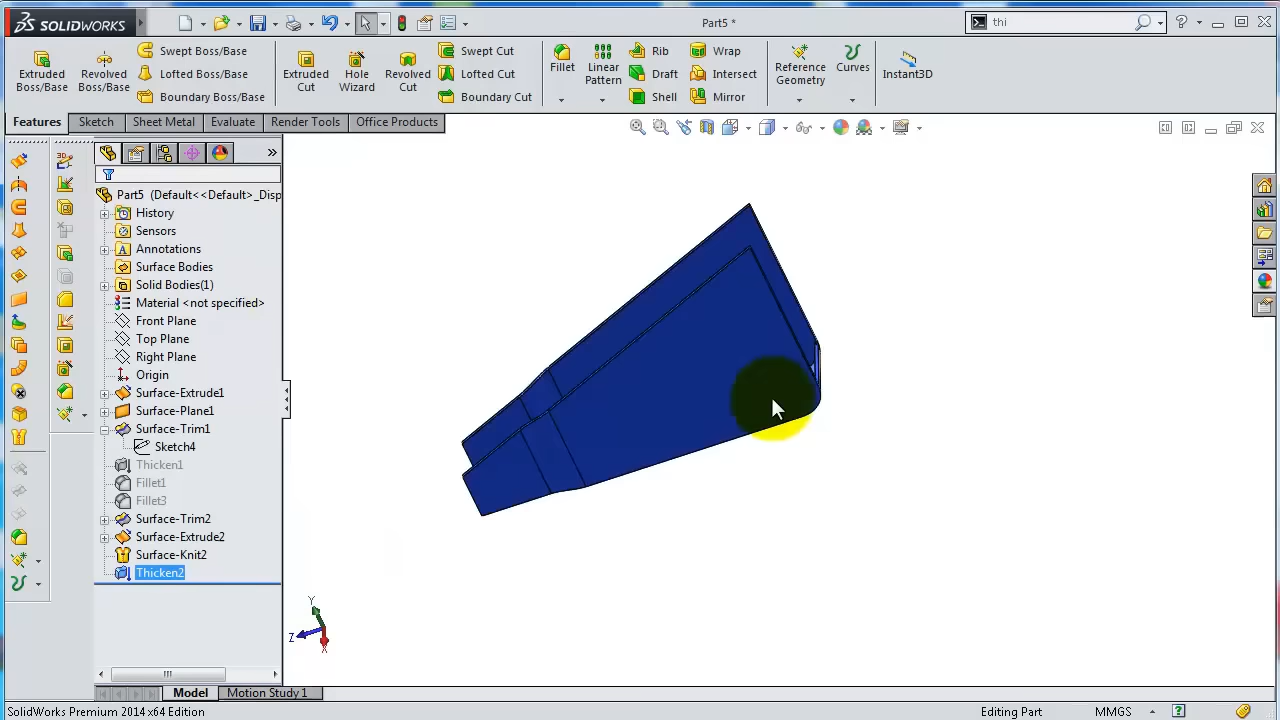 SOLIDWORKS
Part5 *
thi
Extruded Boss/Base
Revolved Boss/Base
Swept Boss/Base
Lofted Boss/Base
Boundary Boss/Base
Extruded Cut
Hole Wizard
Revolved Cut
Swept Cut
Lofted Cut
Boundary Cut
Fillet
Linear Pattern
Rib
Draft
Shell
Wrap
Intersect
Mirror
Reference Geometry
Curves
Instant3D
Features
Sketch
Sheet Metal
Evaluate
Render Tools
Office Products
Part5 (Default<<Default>_Disp
History
Sensors
Annotations
Surface Bodies
Solid Bodies(1)
Material <not specified>
Front Plane
Top Plane
Right Plane
Origin
Surface-Extrude1
Surface-Plane1
Surface-Trim1
Sketch4
Thicken1
Fillet1
Fillet3
Surface-Trim2
Surface-Extrude2
Surface-Knit2
Thicken2
Y
Z
X
Model
Motion Study 1
SolidWorks Premium 2014 x64 Edition
Editing Part
MMGS